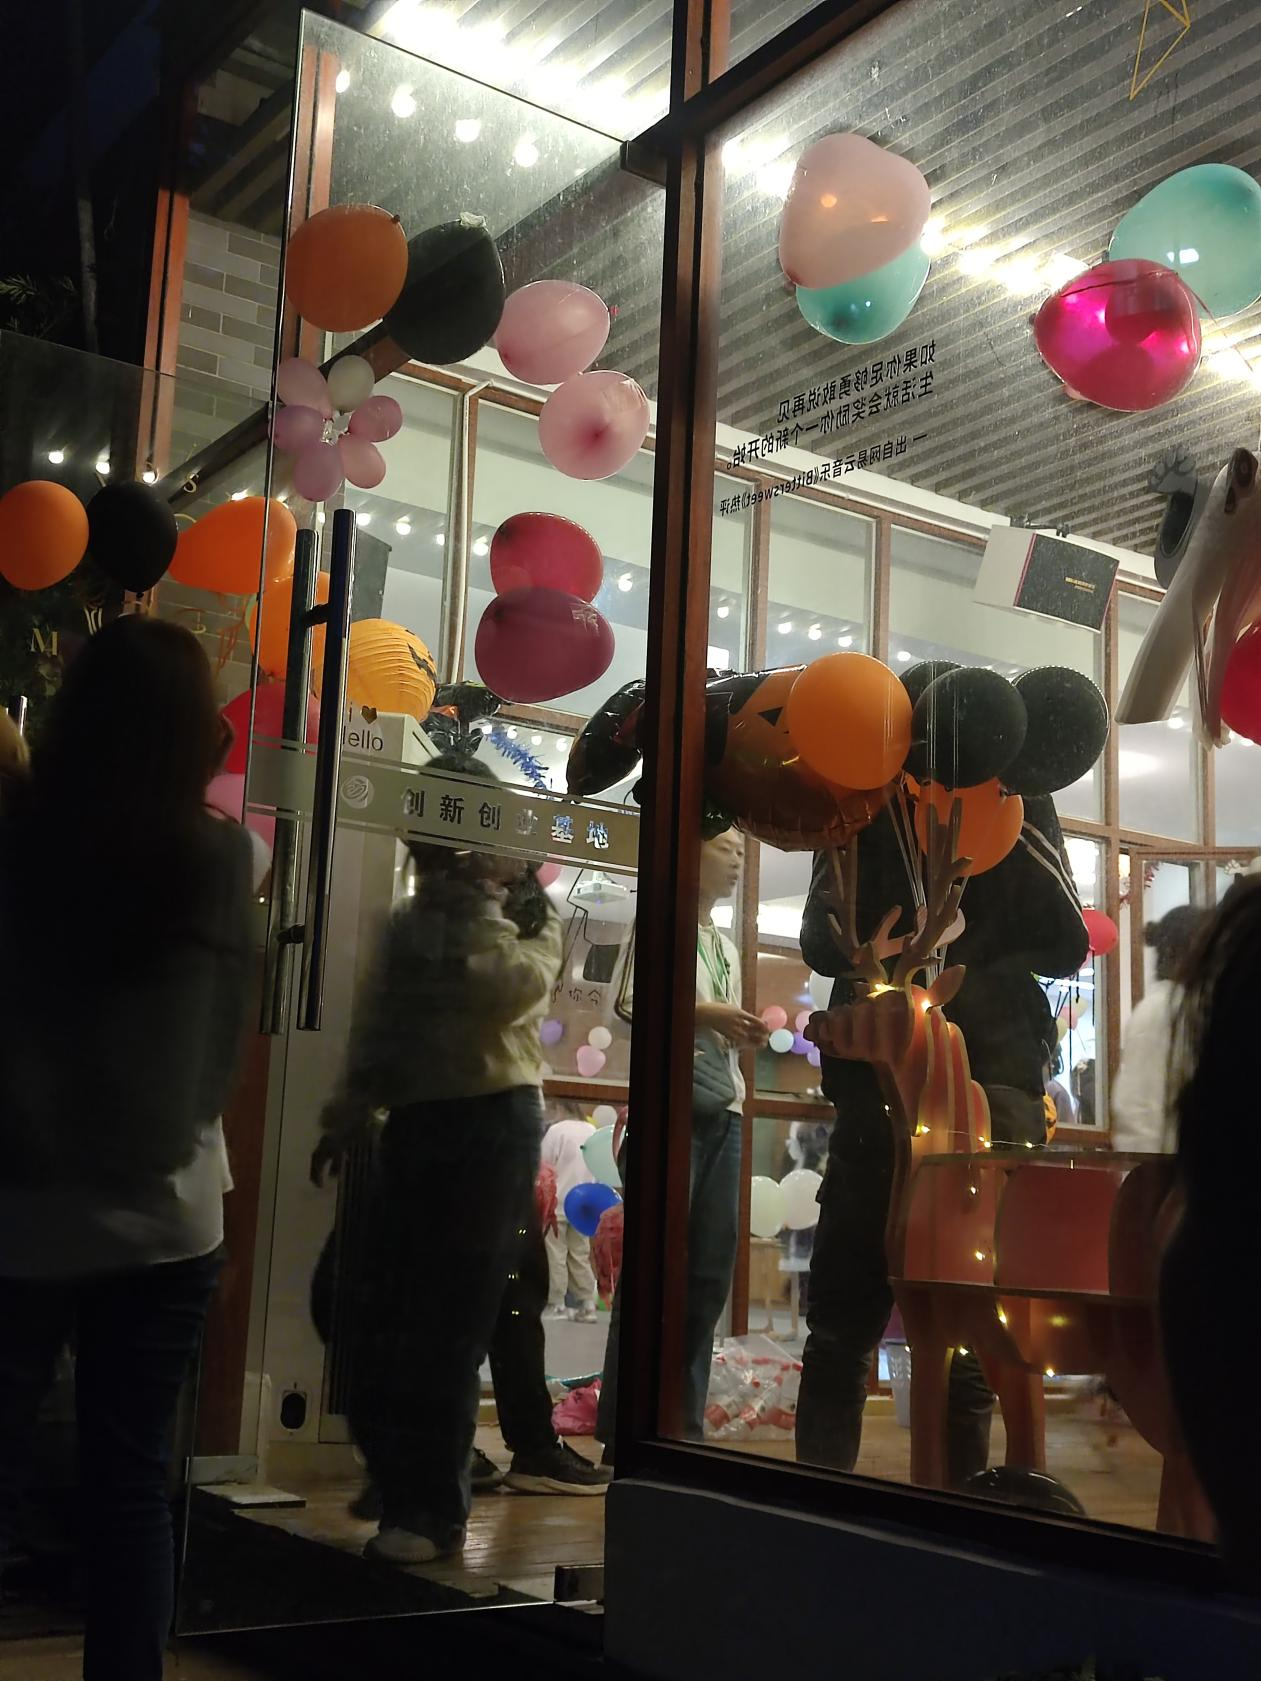 如果你足够勇敢说再见
生活就会奖励你一个新的开始。
— 出自网易云音乐《Bittersweet》热评
Hello
创新创业基地
M